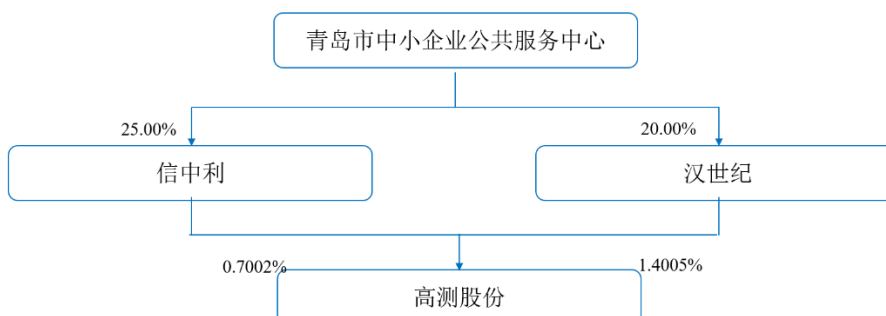 青岛市中小企业公共服务中心
25.00%
20.00%
信中利
汉世纪
0.7002%
1.4005%
高测股份